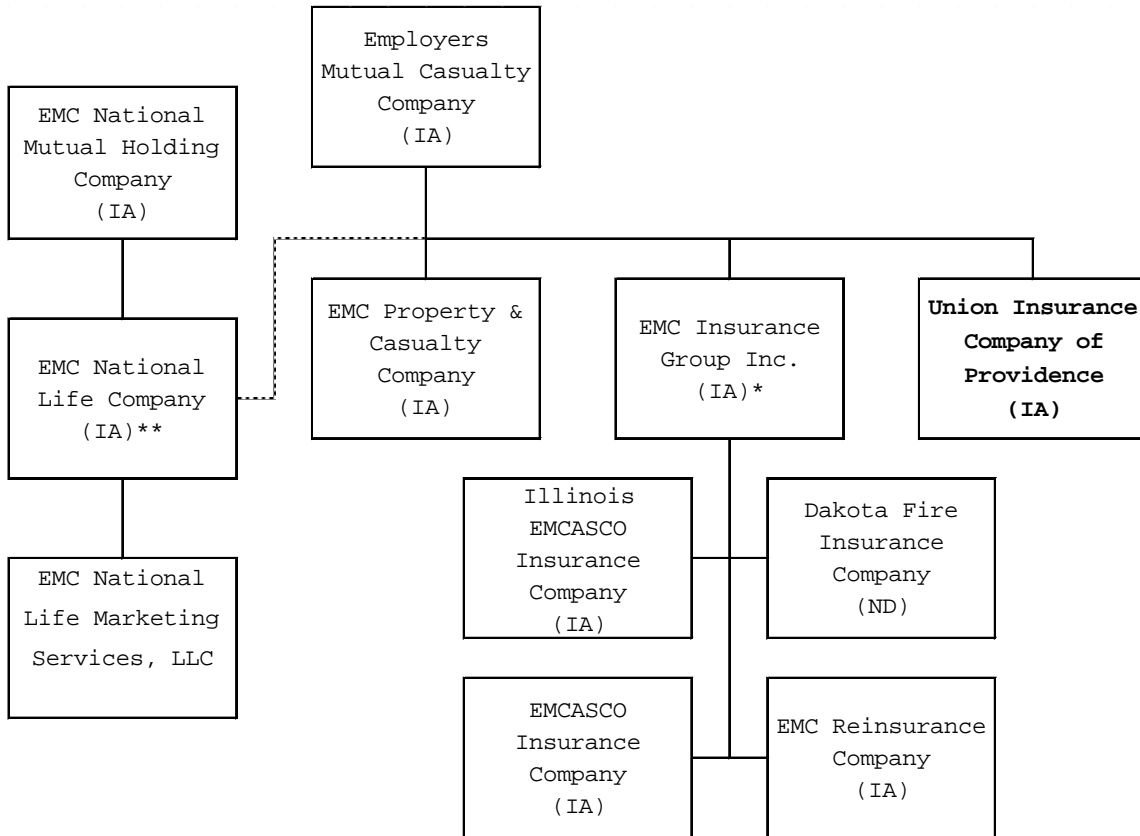 Employers
Mutual Casualty
Company
(IA)
EMC National
Mutual Holding
Company
(IA)
EMC National
Life Company
(IA)**
EMC Property &
Casualty
Company
(IA)
EMC Insurance
Group Inc.
(IA)*
Union Insurance
Company of
Providence
(IA)
Illinois
EMCASCO
Insurance
Company
(IA)
Dakota Fire
Insurance
Company
(ND)
EMC National
Life Marketing
Services, LLC
EMCASCO
Insurance
Company
(IA)
EMC Reinsurance
Company
(IA)